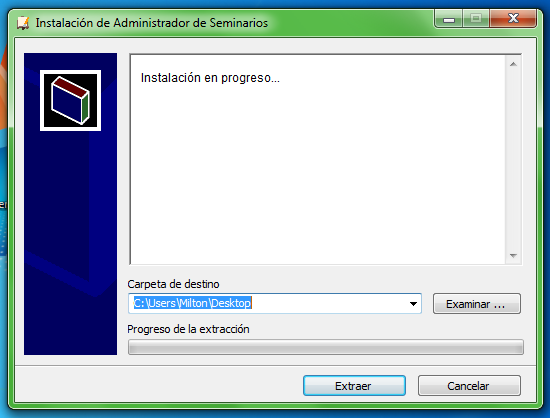 Instalación de Administrador de Seminarios
Instalación en progreso...
Carpeta de destino
C:\Users\Milton\Desktop
Examinar ...
Progreso de la extracción
Extraer
Cancelar